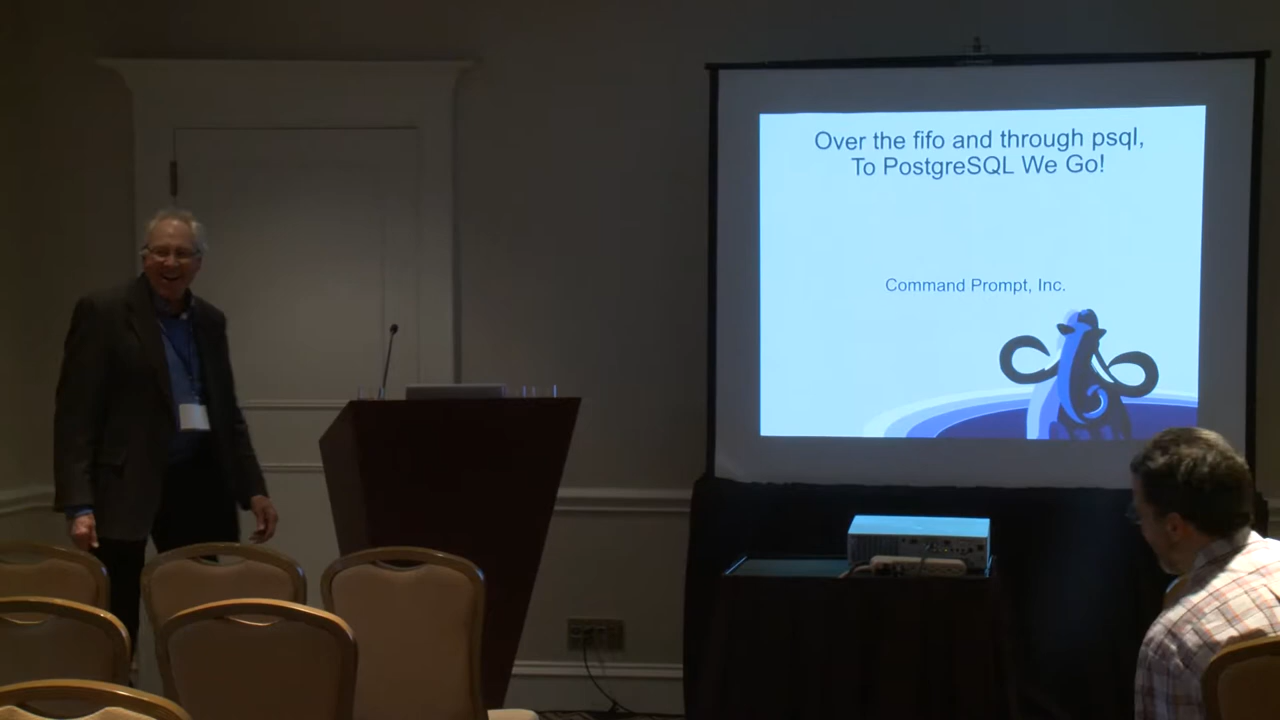 Over the fifo and through psql,
To PostgreSQL We Go!
Command Prompt, Inc.